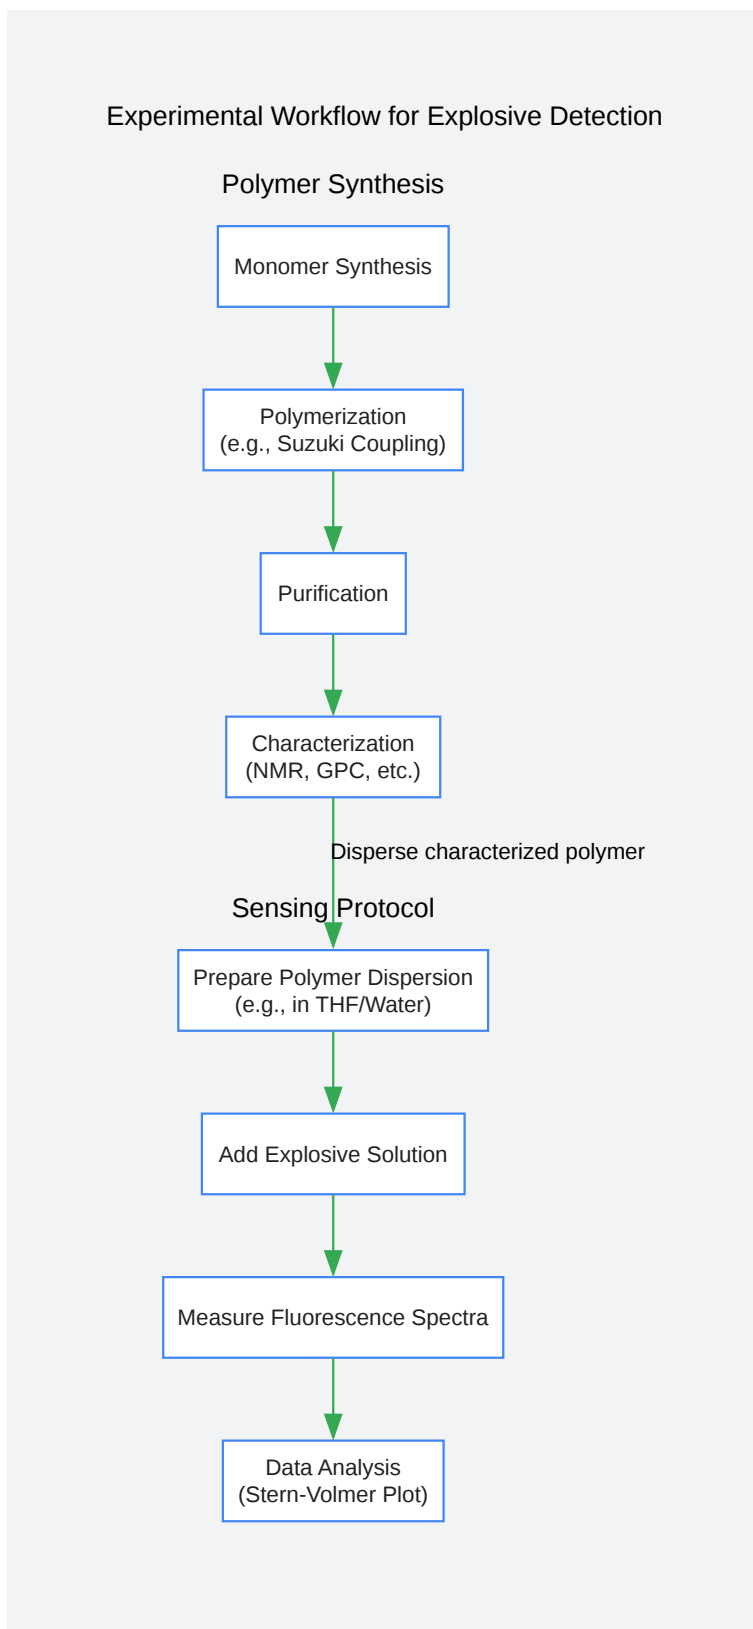 Experimental Workflow for Explosive Detection
Polymer Synthesis
Monomer Synthesis
Polymerization
(e.g., Suzuki Coupling)
Purification
Characterization
(NMR, GPC, etc.)
Disperse characterized polymer
Sensing Protocol
Prepare Polymer Dispersion
(e.g., in THF/Water)
Add Explosive Solution
Measure Fluorescence Spectra
Data Analysis
(Stern-Volmer Plot)